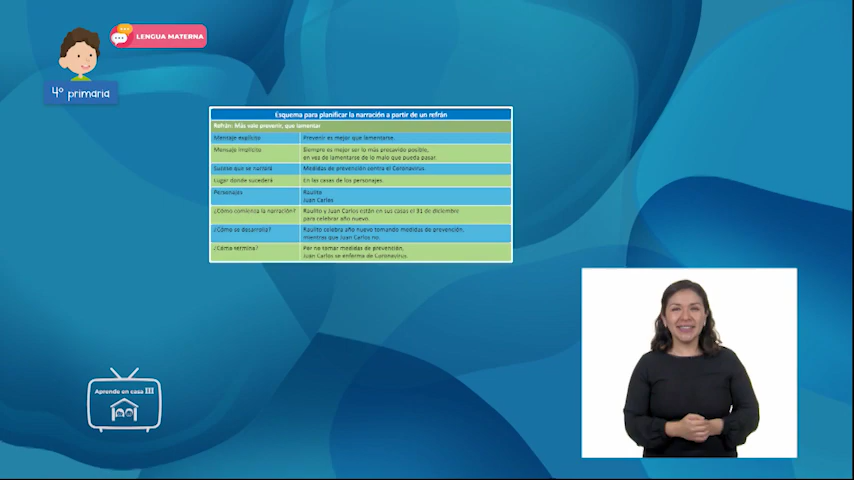 LENGUA MATERNA
4º primaria
Esquema para planificar la narración a partir de un refrán
Refrán: Más vale prevenir, que lamentar
Mensaje explícito
Prevenir es mejor que lamentarse.
Mensaje implícito
Siempre es mejor ser lo más precavido posible,
en vez de lamentarse de lo malo que pueda pasar.
Suceso que se narrará
Medidas de prevención contra el Coronavirus.
Lugar donde sucederá
En las casas de los personajes.
Personajes
Raulito
Juan Carlos
¿Cómo comienza la narración?
Raulito y Juan Carlos están en sus casas el 31 de diciembre
para celebrar año nuevo.
¿Cómo se desarrolla?
Raulito celebra año nuevo tomando medidas de prevención,
mientras que Juan Carlos no.
¿Cómo termina?
Por no tomar medidas de prevención,
Juan Carlos se enferma de Coronavirus.
Aprende en casa III